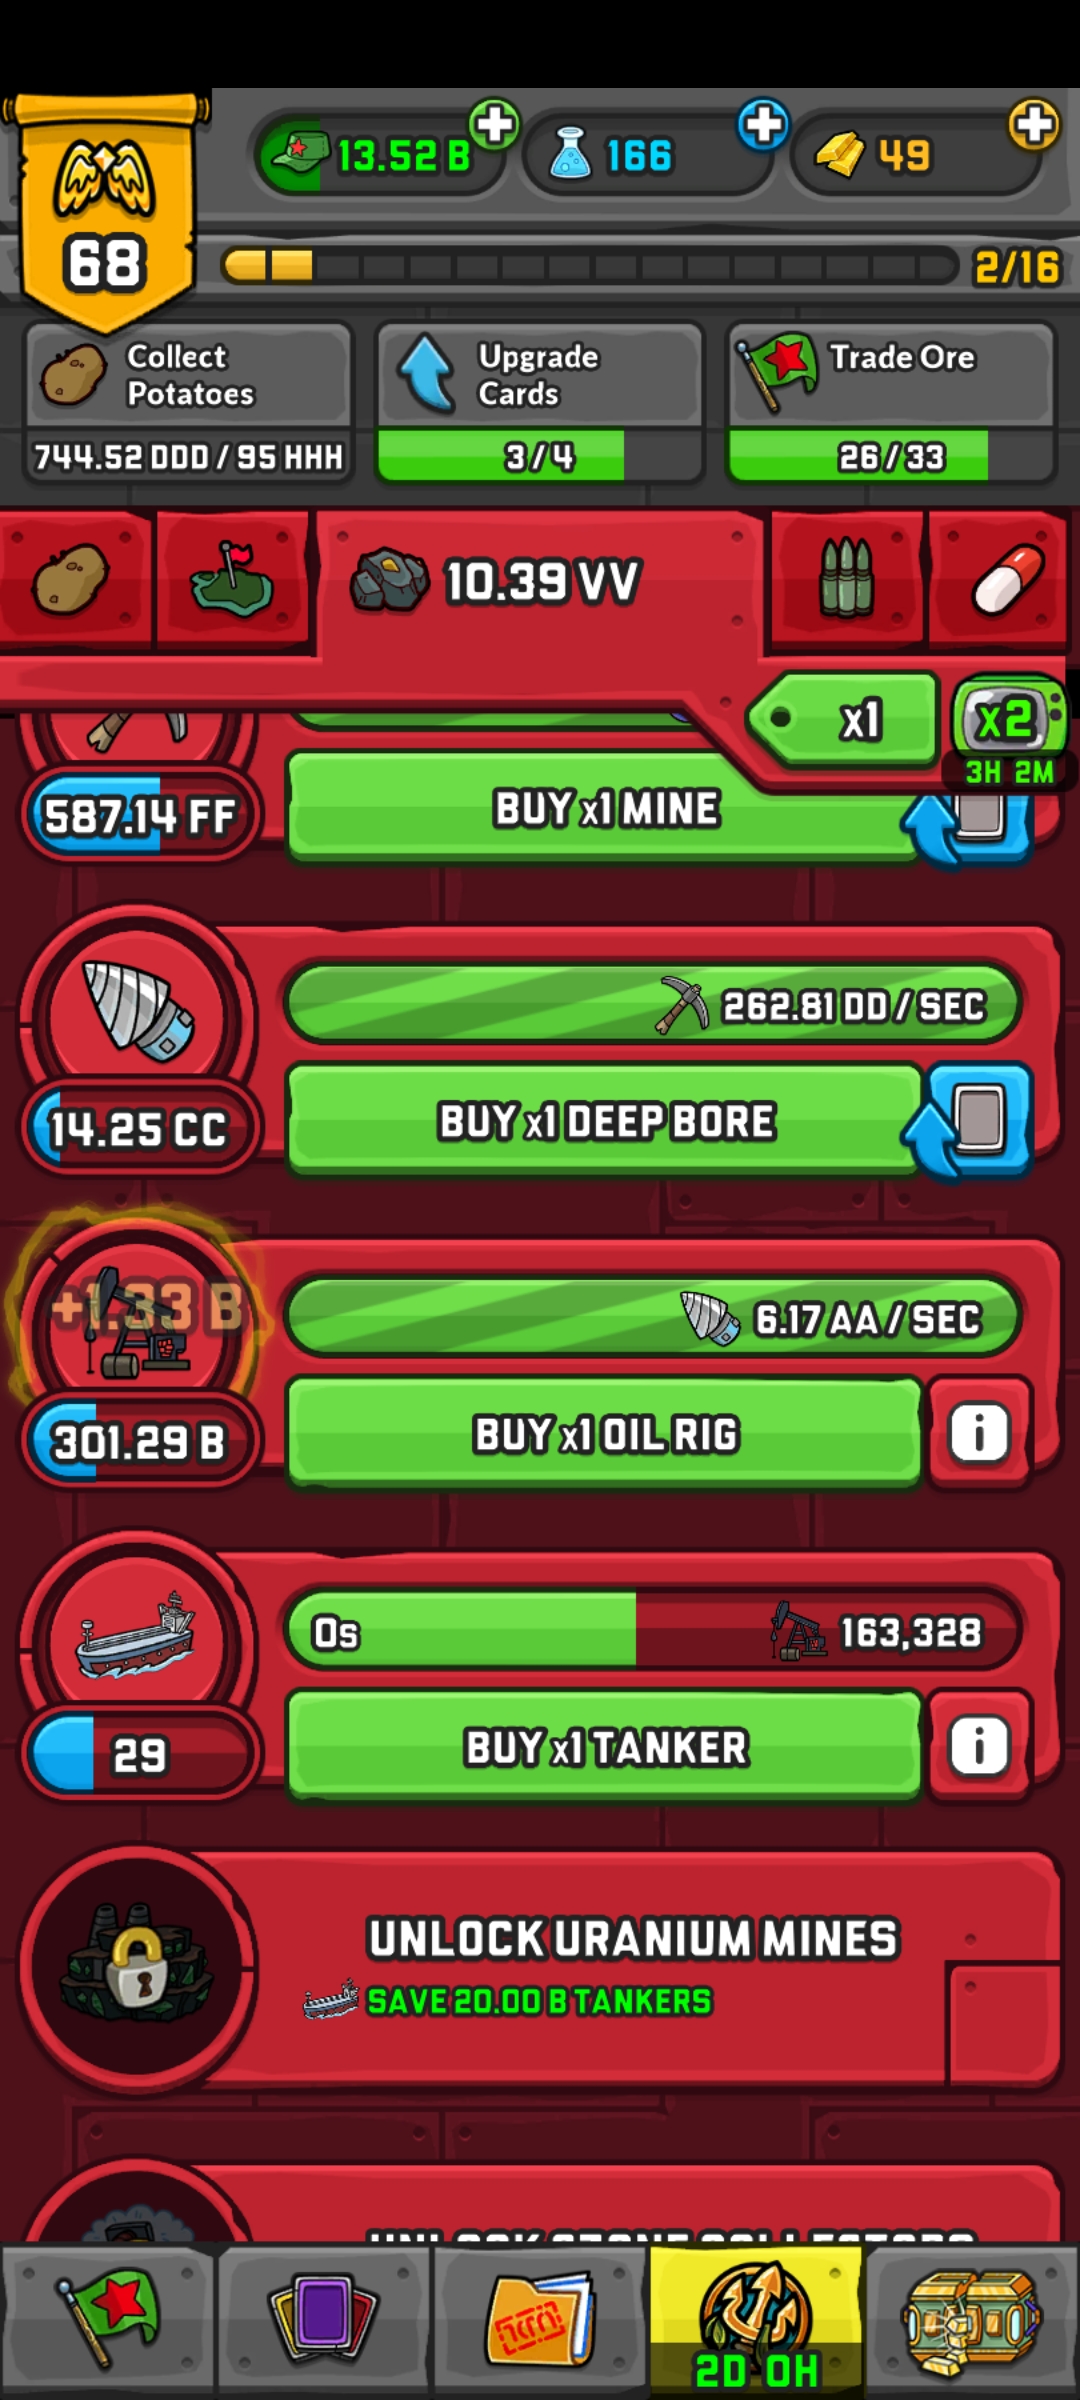 13.52 B
166
49
68
2/16
Collect
Potatoes
744.52 DDD / 95 HHH
Upgrade
Cards
3/4
Trade Ore
26/33
10.39 VV
x1
x2
3H 2M
587.14 FF
BUY x1 MINE
262.81 DD / SEC
14.25 CC
BUY x1 DEEP BORE
+1.33 B
6.17 AA / SEC
301.29 B
BUY x1 OIL RIG
i
0s
163,328
29
BUY x1 TANKER
i
UNLOCK URANIUM MINES
SAVE 20.00 B TANKERS
2D 0H